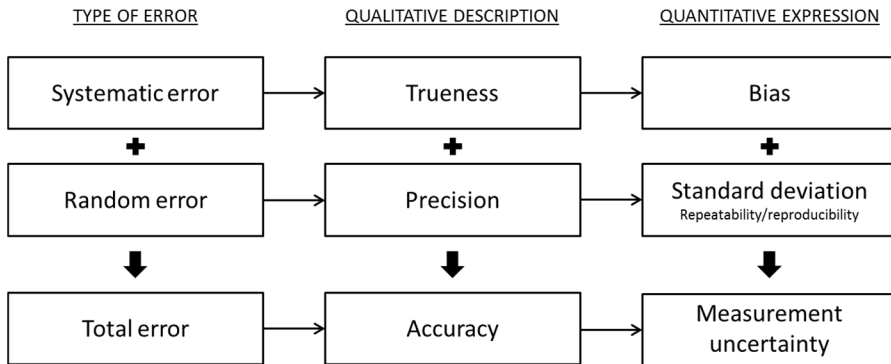 TYPE OF ERROR
QUALITATIVE DESCRIPTION
QUANTITATIVE EXPRESSION
Systematic error
Trueness
Bias
Random error
Precision
Standard deviation
Repeatability/reproducibility
Total error
Accuracy
Measurement
uncertainty